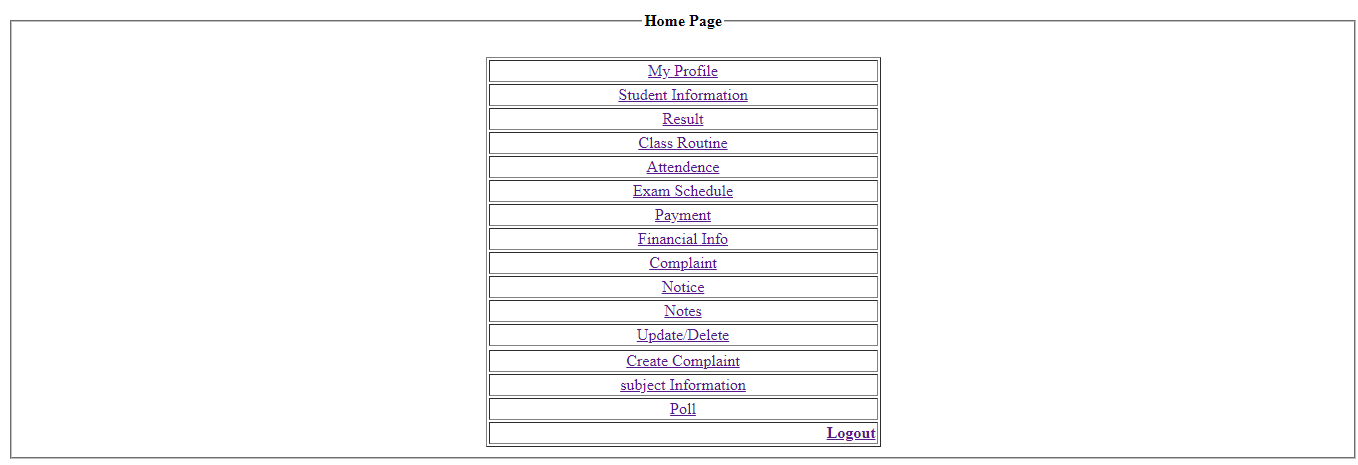 Home Page
My Profile
Student Information
Result
Class Routine
Attendence
Exam Schedule
Payment
Financial Info
Complaint
Notice
Notes
Update/Delete
Create Complaint
subject Information
Poll
Logout